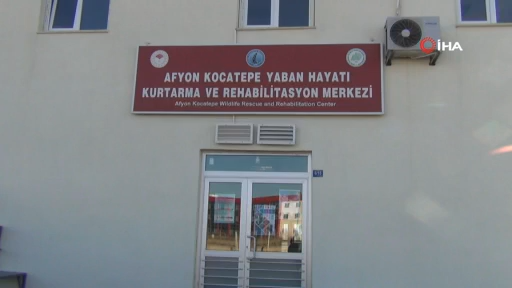 İHA
AFYON KOCATEPE YABAN HAYATI
KURTARMA VE REHABİLİTASYON MERKEZİ
Afyon Kocatepe Wildlife Rescue and Rehabilitation Center